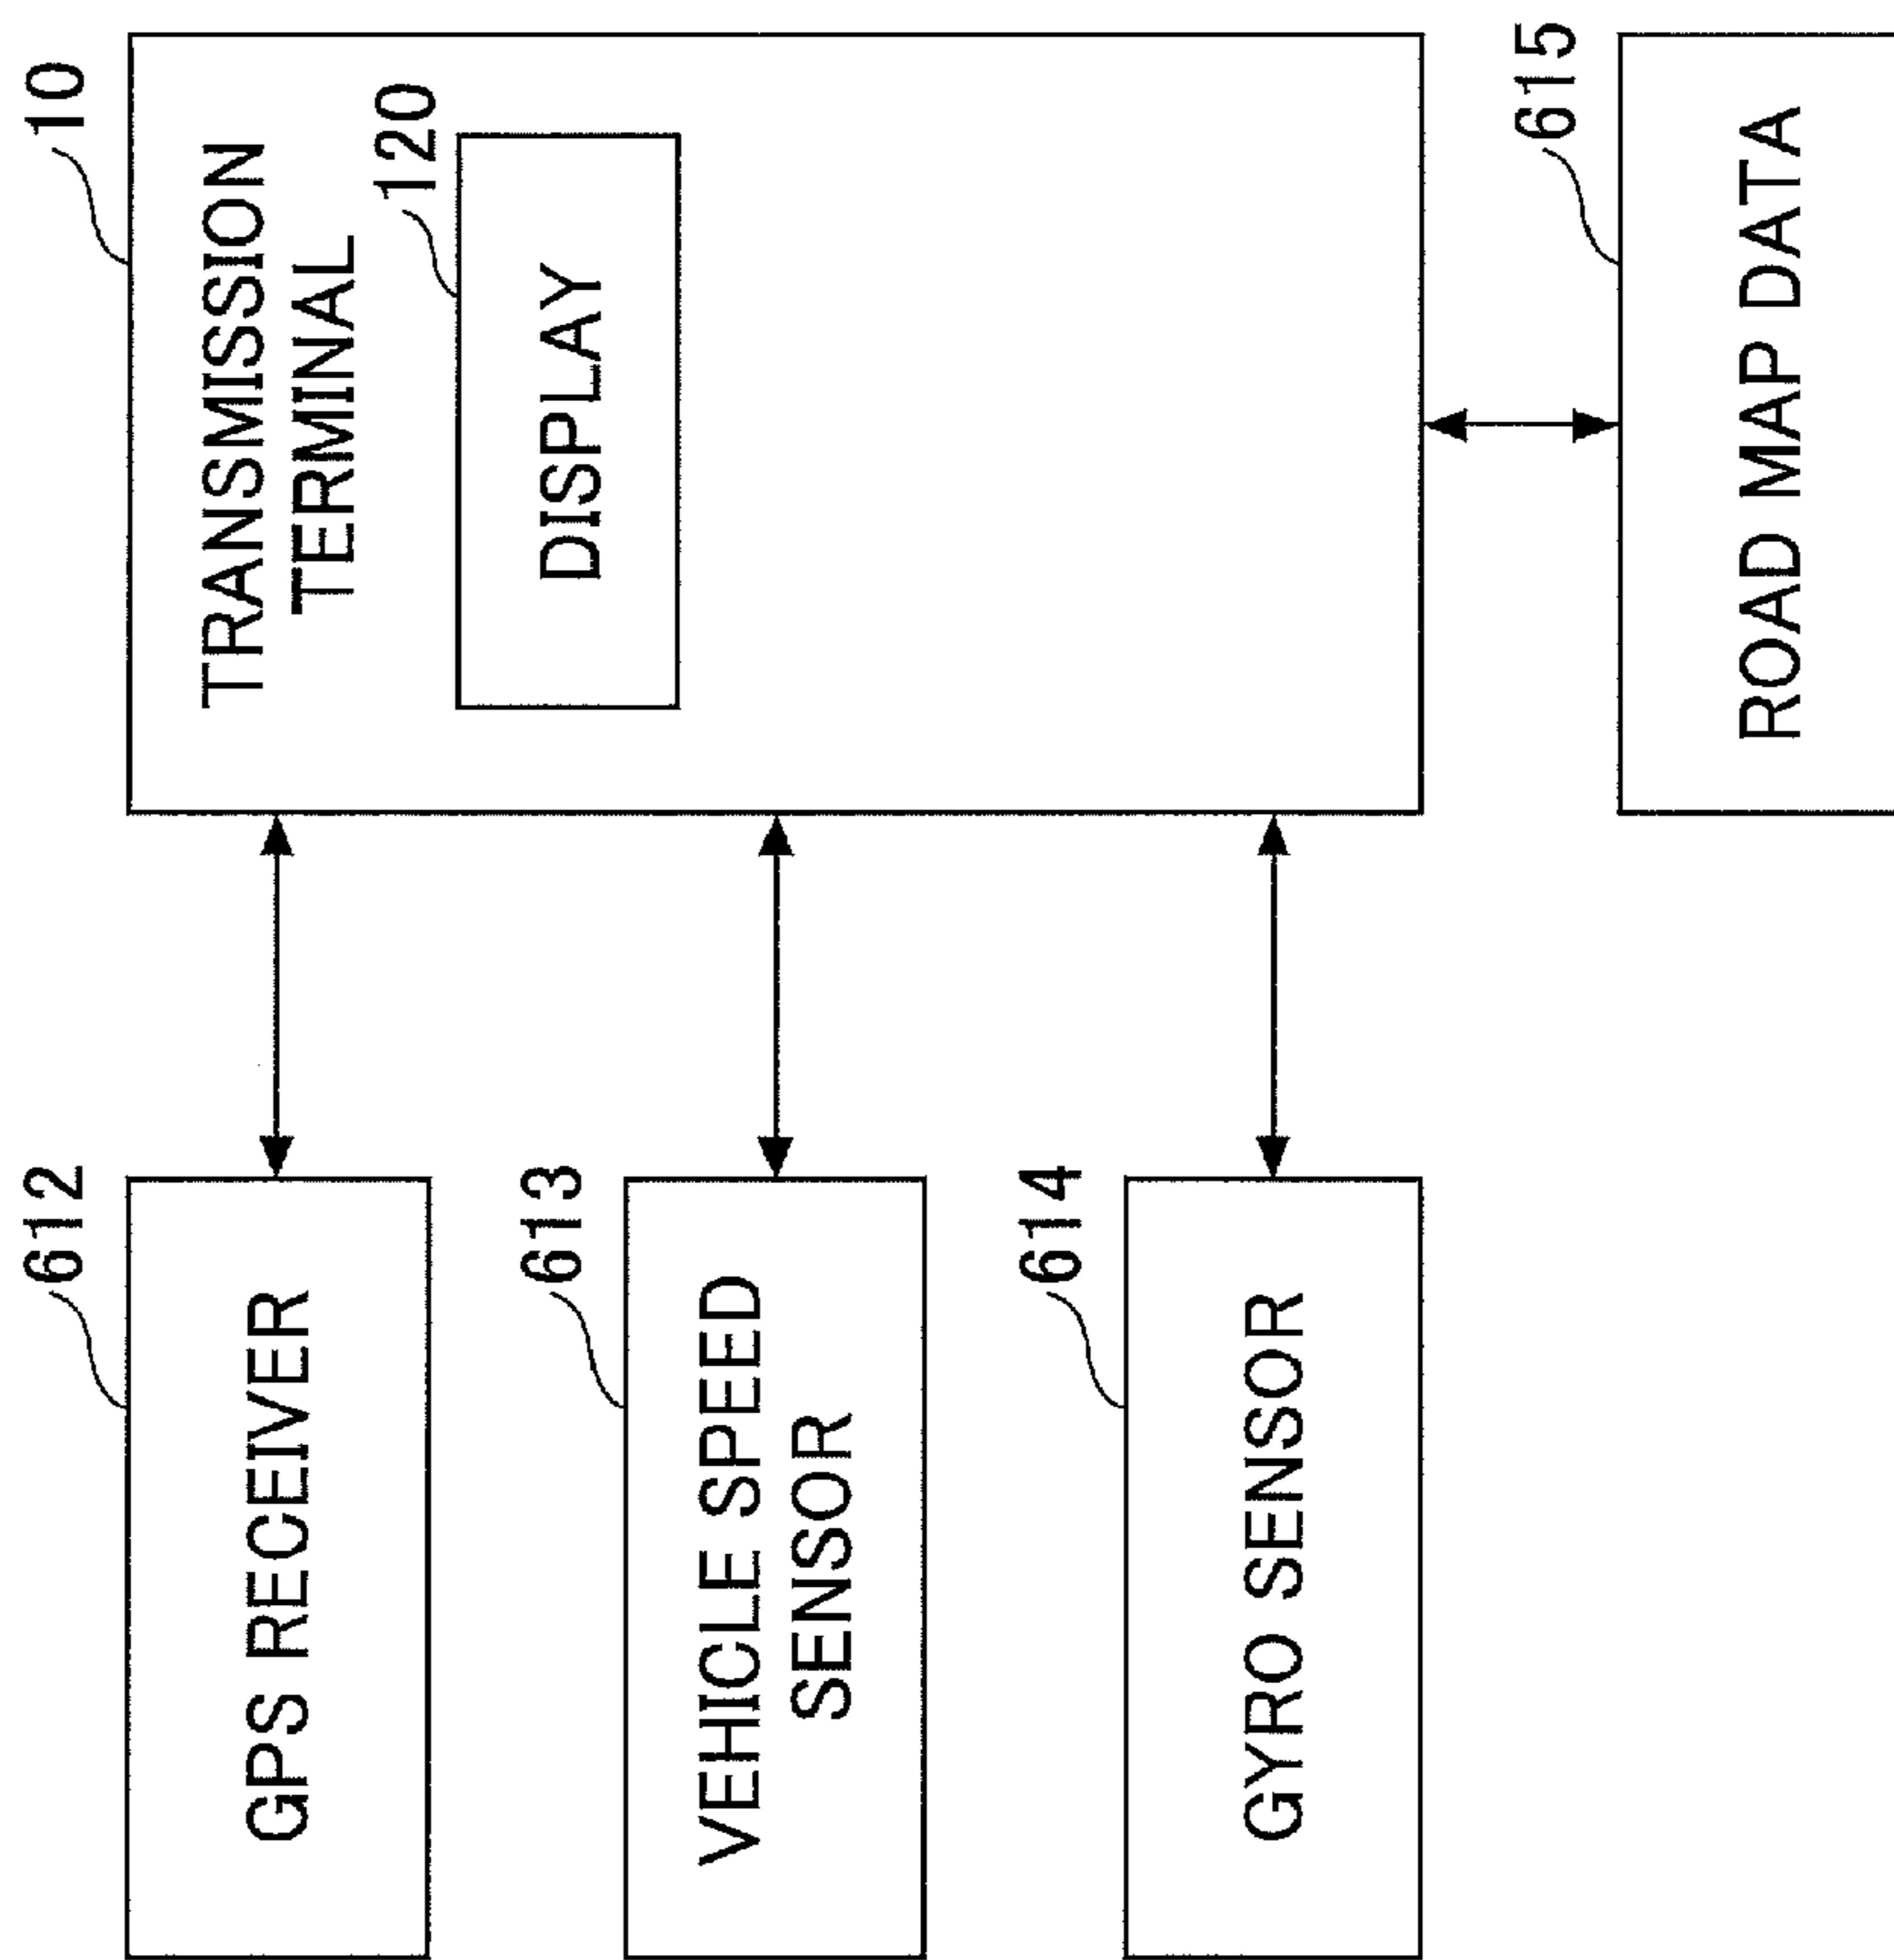 612
GPS RECEIVER
613
VEHICLE SPEED
SENSOR
614
GYRO SENSOR
10
TRANSMISSION
TERMINAL
120
DISPLAY
615
ROAD MAP DATA